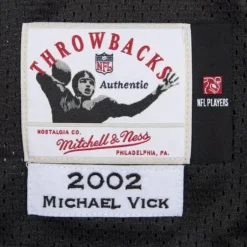 THROWBACKS
NFL
Authentic
NOSTALGIA CO.
Mitchell & Ness
PHILADELPHIA, PA.
NFL PLAYERS
2002
MICHAEL VICK